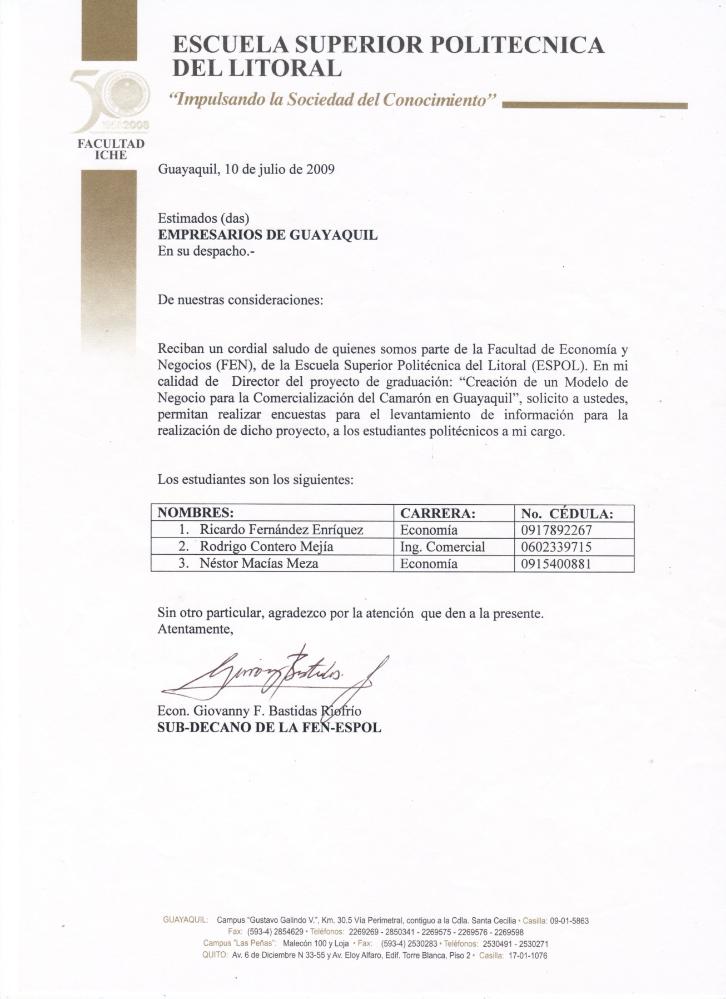 ESCUELA SUPERIOR POLITECNICA
DEL LITORAL
“Impulsando la Sociedad del Conocimiento”
50
19582008
FACULTAD
ICHE
Guayaquil, 10 de julio de 2009
Estimados (das)
EMPRESARIOS DE GUAYAQUIL
En su despacho.-
De nuestras consideraciones:
Reciban un cordial saludo de quienes somos parte de la Facultad de Economía y
Negocios (FEN), de la Escuela Superior Politécnica del Litoral (ESPOL). En mi
calidad de Director del proyecto de graduación: “Creación de un Modelo de
Negocio para la Comercialización del Camarón en Guayaquil”, solicito a ustedes,
permitan realizar encuestas para el levantamiento de información para la
realización de dicho proyecto, a los estudiantes politécnicos a mi cargo.
Los estudiantes son los siguientes:
NOMBRES: CARRERA: No. CÉDULA:
1. Ricardo Fernández Enríquez Economía 0917892267
2. Rodrigo Contero Mejía Ing. Comercial 0602339715
3. Néstor Macías Meza Economía 0915400881
Sin otro particular, agradezco por la atención que den a la presente.
Atentamente,
Econ. Giovanny F. Bastidas Riofrío
SUB-DECANO DE LA FEN-ESPOL
GUAYAQUIL: Campus “Gustavo Galindo V.”, Km. 30.5 Vía Perimetral, contiguo a la Cdla. Santa Cecilia • Casilla: 09-01-5863
Fax: (593-4) 2854629 • Teléfonos: 2269269 - 2850341 - 2269575 - 2269576 - 2269598
Campus "Las Peñas": Malecón 100 y Loja • Fax: (593-4) 2530283 • Teléfonos: 2530491 - 2530271
QUITO: Av. 6 de Diciembre N 33-55 y Av. Eloy Alfaro, Edif. Torre Blanca, Piso 2 • Casilla: 17-01-1076